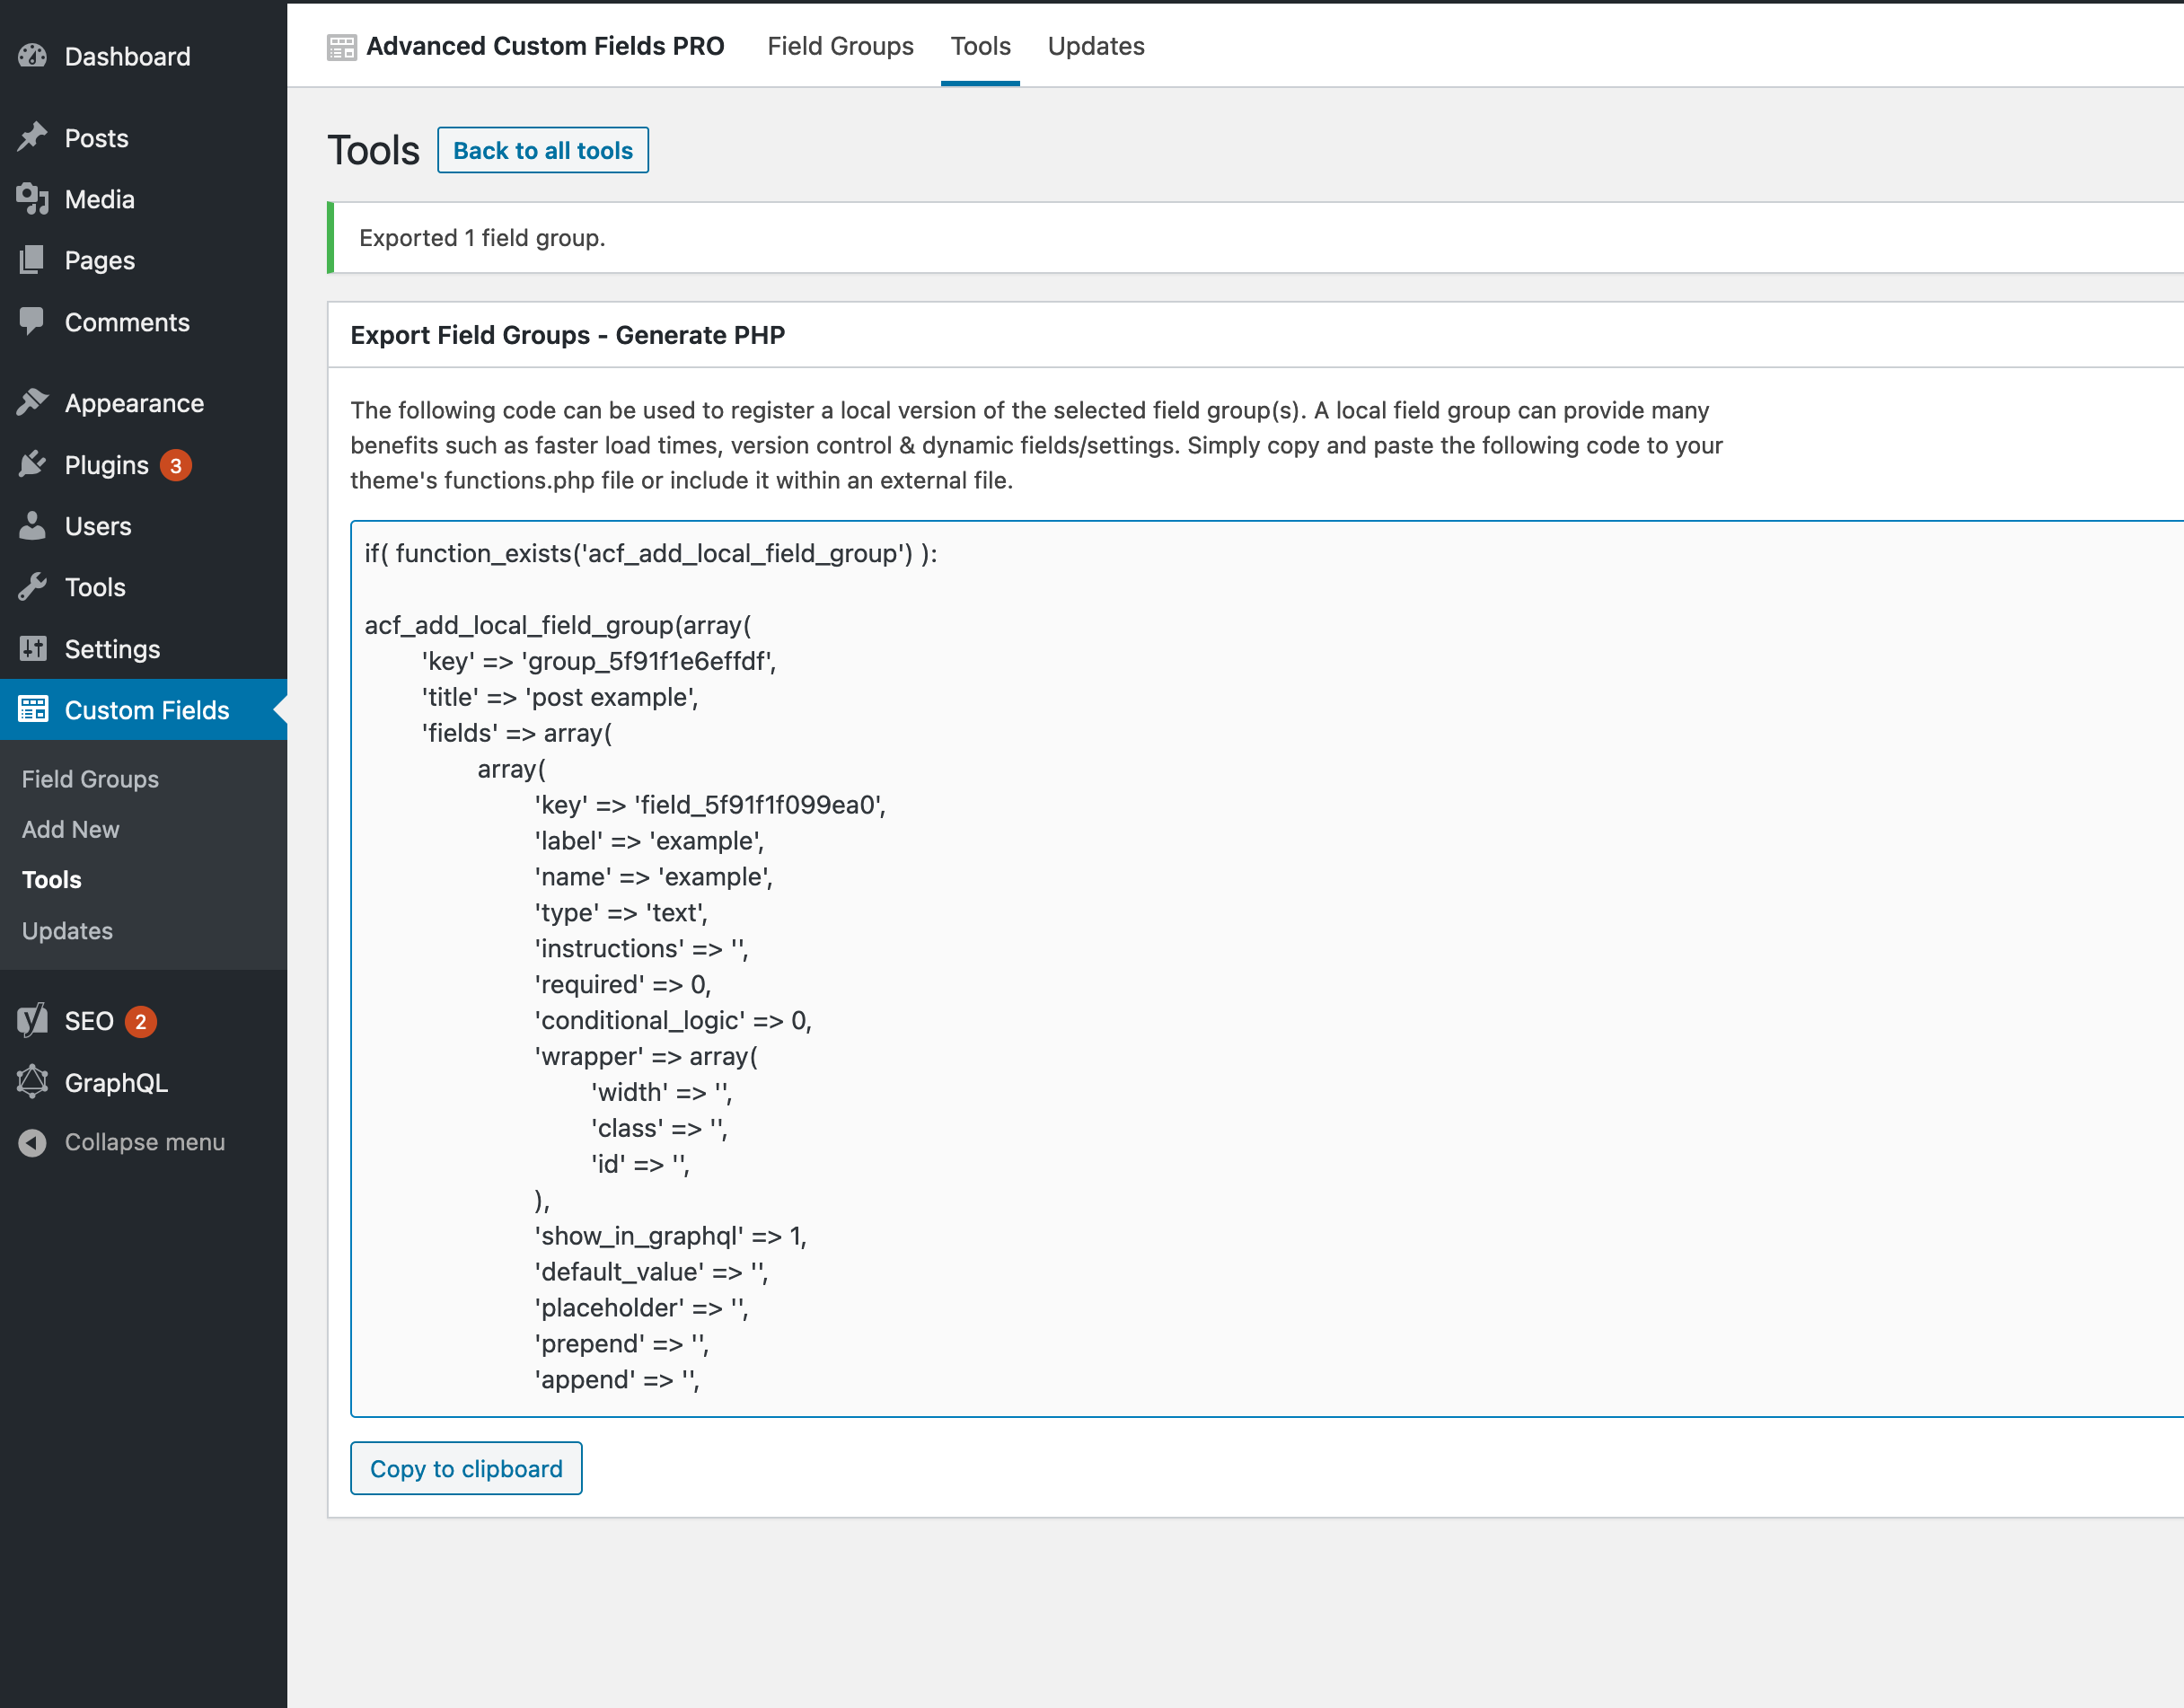 Dashboard
Posts
Media
Pages
Comments
Appearance
Plugins 3
Users
Tools
Settings
Custom Fields
Field Groups
Add New
Tools
Updates
SEO 2
GraphQL
Collapse menu
Advanced Custom Fields PRO Field Groups Tools Updates
Tools Back to all tools
Exported 1 field group.
Export Field Groups - Generate PHP
The following code can be used to register a local version of the selected field group(s). A local field group can provide many
benefits such as faster load times, version control & dynamic fields/settings. Simply copy and paste the following code to your
theme's functions.php file or include it within an external file.
if( function_exists('acf_add_local_field_group') ):
acf_add_local_field_group(array(
'key' => 'group_5f91f1e6effdf',
'title' => 'post example',
'fields' => array(
array(
'key' => 'field_5f91f1f099ea0',
'label' => 'example',
'name' => 'example',
'type' => 'text',
'instructions' => '',
'required' => 0,
'conditional_logic' => 0,
'wrapper' => array(
'width' => '',
'class' => '',
'id' => '',
),
'show_in_graphql' => 1,
'default_value' => '',
'placeholder' => '',
'prepend' => '',
'append' => '',
Copy to clipboard